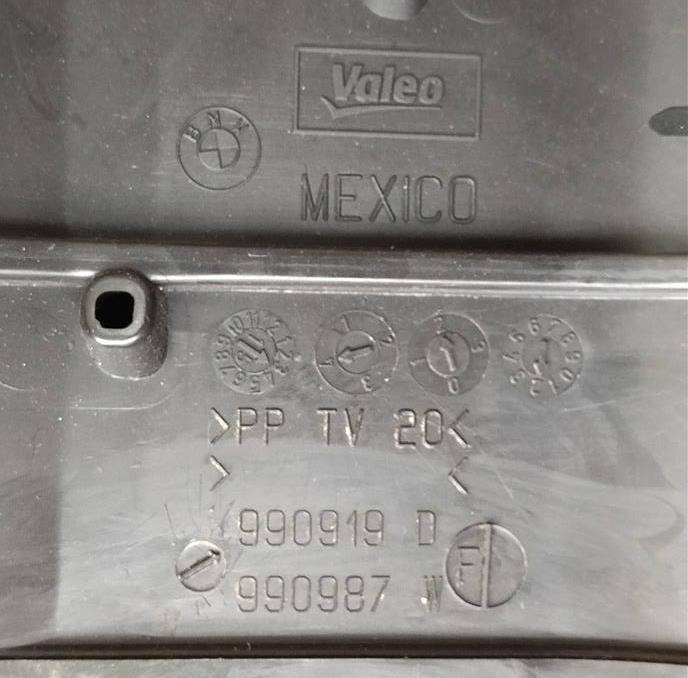 Valeo
BMW
MEXICO
>PP TV 20<
> <
990919 D
F
990987 W